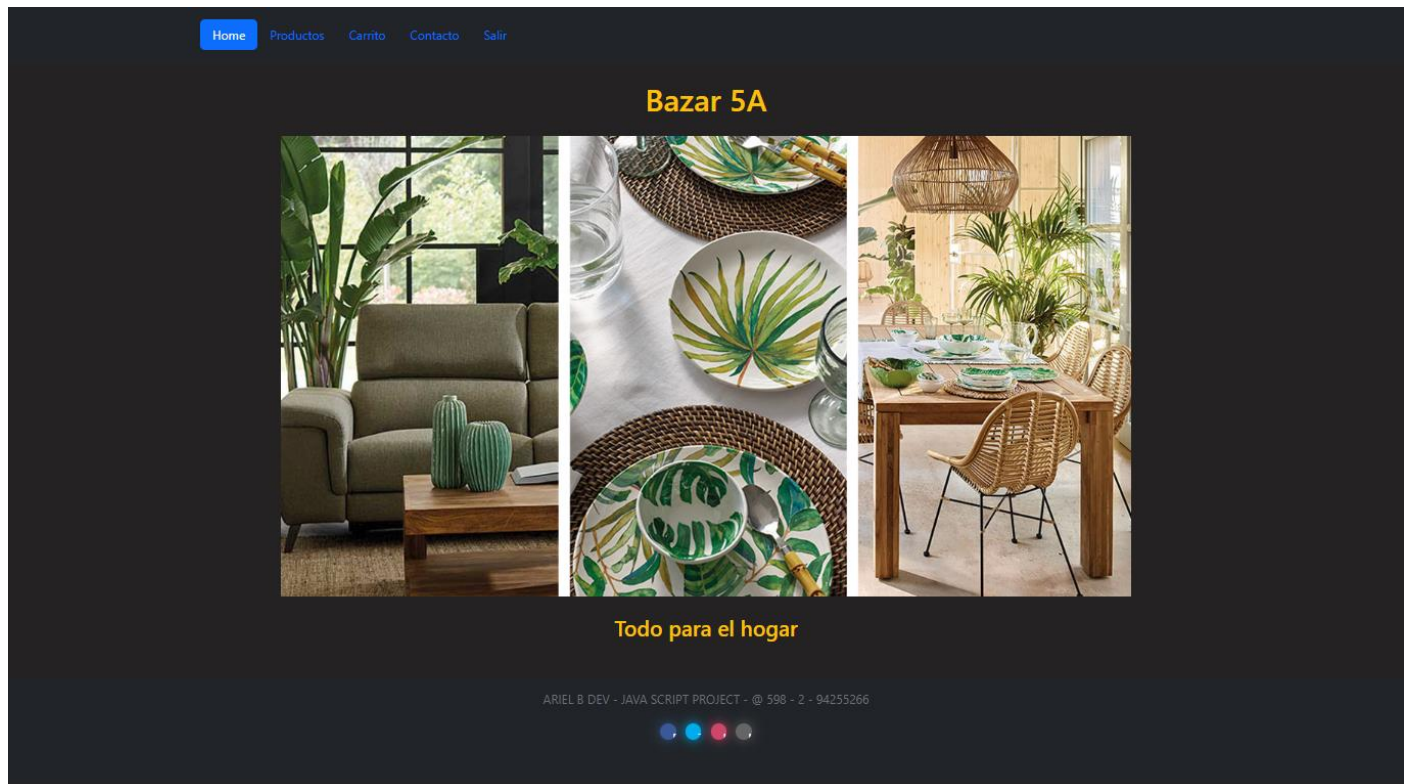 Home Productos Carrito Contacto Salir
Bazar 5A
Todo para el hogar
ARIEL B DEV - JAVA SCRIPT PROJECT - @ 598 - 2 - 94255266